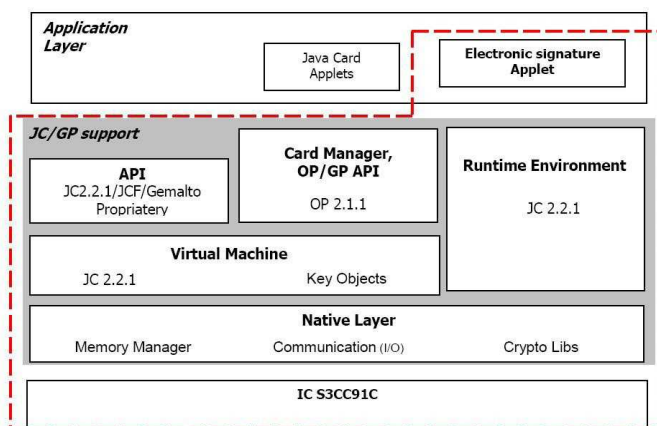 Application
Layer
Java Card
Applets
Electronic signature
Applet
JC/GP support
API
JC2.2.1/JCF/Gemalto
Propriatery
Card Manager,
OP/GP API
OP 2.1.1
Runtime Environment
JC 2.2.1
Virtual Machine
JC 2.2.1 Key Objects
Native Layer
Memory Manager Communication (I/O) Crypto Libs
IC S3CC91C